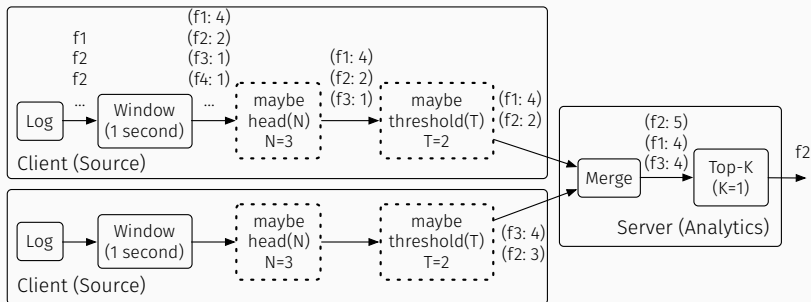 f1
f2
f2
f2
...
(f1: 4)
(f2: 2)
(f3: 1)
(f4: 1)
...
(f1: 4)
(f2: 2)
(f3: 1)
(f1: 4)
(f2: 2)
Log
Window
(1 second)
maybe
head(N)
N=3
maybe
threshold(T)
T=2
Client (Source)
Log
Window
(1 second)
maybe
head(N)
N=3
maybe
threshold(T)
T=2
(f3: 4)
(f2: 3)
Client (Source)
Merge
(f2: 5)
(f1: 4)
(f3: 4)
Top-K
(K=1)
f2
Server (Analytics)